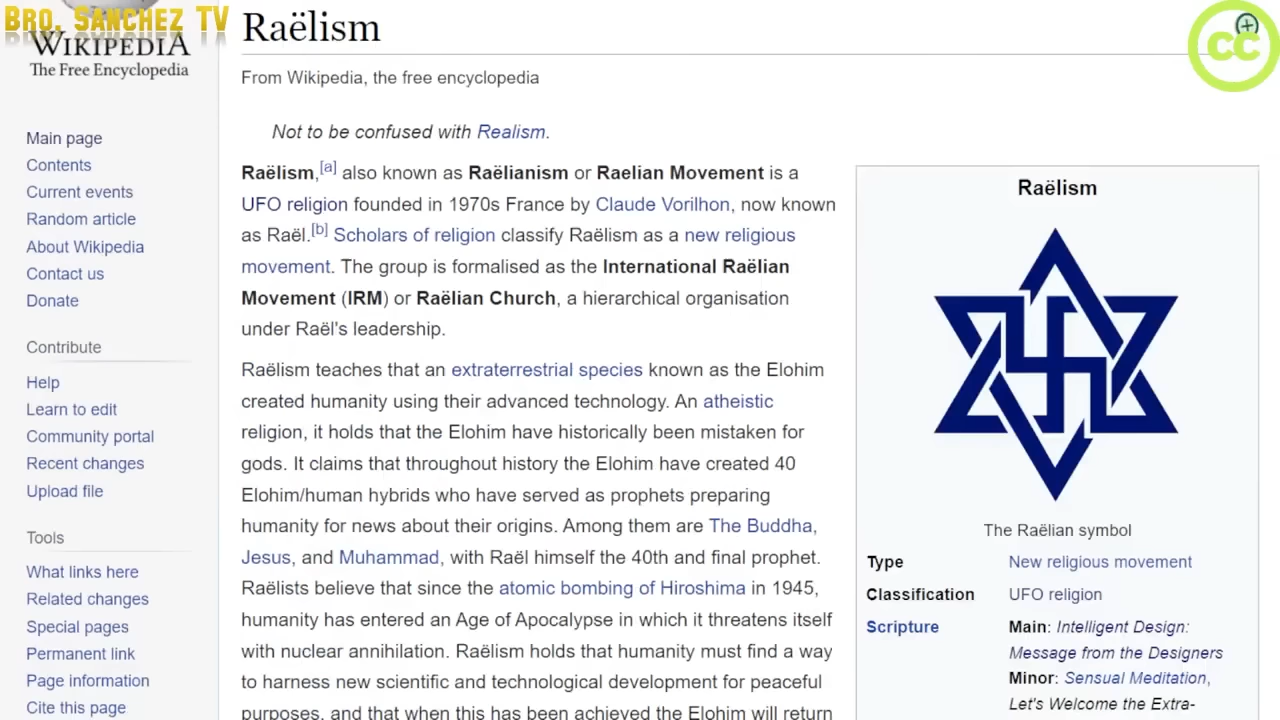 BRO. SANCHEZ TV
WIKIPEDIA
The Free Encyclopedia
Main page
Contents
Current events
Random article
About Wikipedia
Contact us
Donate
Contribute
Help
Learn to edit
Community portal
Recent changes
Upload file
Tools
What links here
Related changes
Special pages
Permanent link
Page information
Cite this page
Raëlism
From Wikipedia, the free encyclopedia
Not to be confused with Realism.
Raëlism,[a] also known as Raëlianism or Raelian Movement is a
UFO religion founded in 1970s France by Claude Vorilhon, now known
as Raël.[b] Scholars of religion classify Raëlism as a new religious
movement. The group is formalised as the International Raëlian
Movement (IRM) or Raëlian Church, a hierarchical organisation
under Raël's leadership.
Raëlism teaches that an extraterrestrial species known as the Elohim
created humanity using their advanced technology. An atheistic
religion, it holds that the Elohim have historically been mistaken for
gods. It claims that throughout history the Elohim have created 40
Elohim/human hybrids who have served as prophets preparing
humanity for news about their origins. Among them are The Buddha,
Jesus, and Muhammad, with Raël himself the 40th and final prophet.
Raëlists believe that since the atomic bombing of Hiroshima in 1945,
humanity has entered an Age of Apocalypse in which it threatens itself
with nuclear annihilation. Raëlism holds that humanity must find a way
to harness new scientific and technological development for peaceful
purposes, and that when this has been achieved the Elohim will return
CC
Raëlism
The Raëlian symbol
Type New religious movement
Classification UFO religion
Scripture Main: Intelligent Design:
Message from the Designers
Minor: Sensual Meditation,
Let's Welcome the Extra-